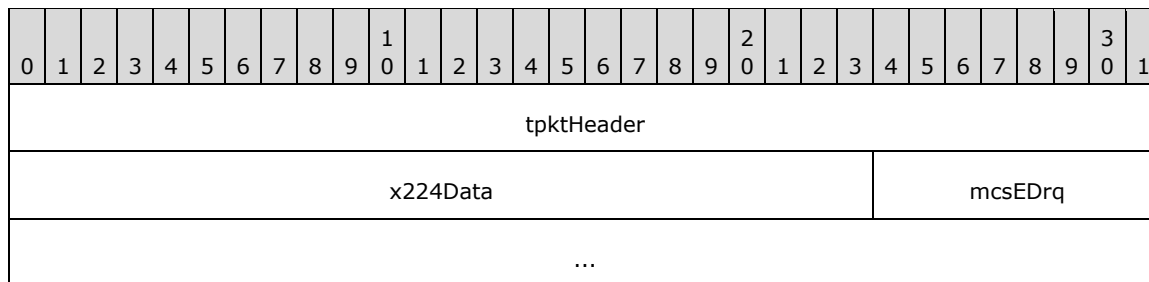 1 2 3
0 1 2 3 4 5 6 7 8 9 0 1 2 3 4 5 6 7 8 9 0 1 2 3 4 5 6 7 8 9 0 1
tpktHeader
x224Data mcsEDrq
...